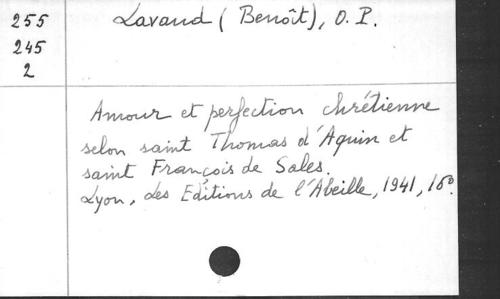 255 Lavaud (Benoît), O. P.
245
2
Amour et perfection chrétienne
selon saint Thomas d'Aquin et
saint François de Sales.
Lyon, Les Editions de l'Abeille, 1941, 16°.